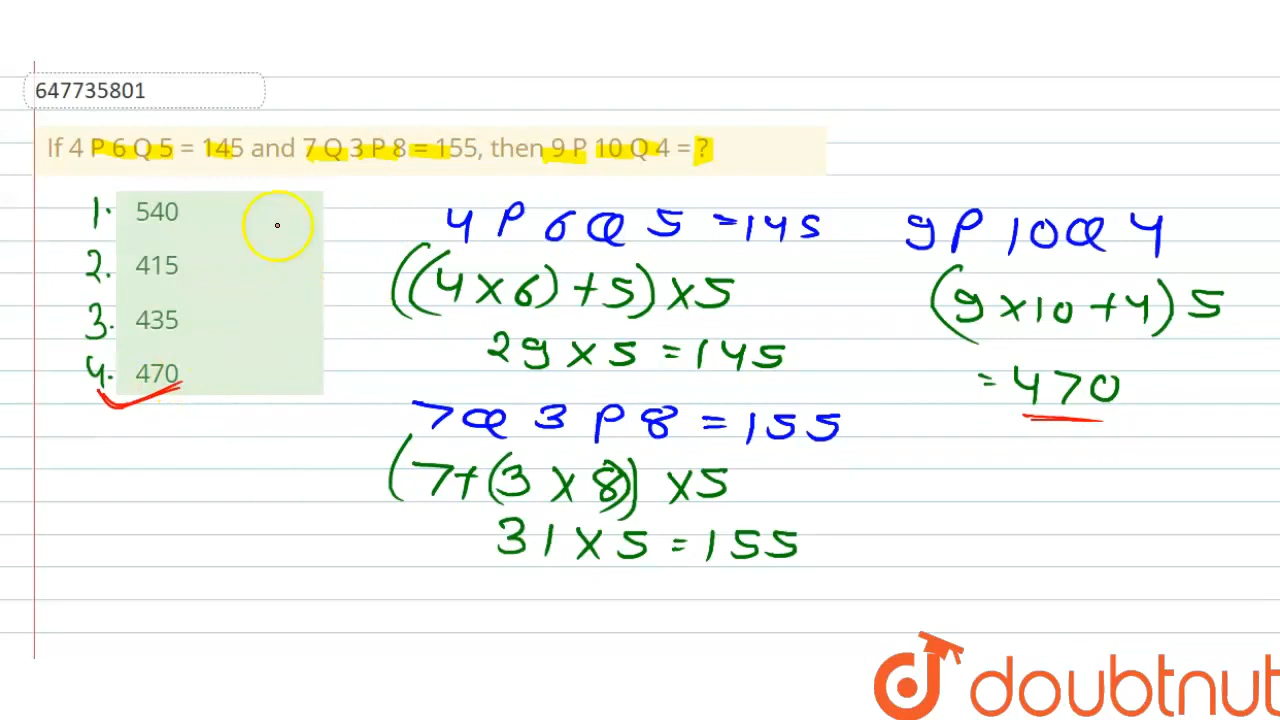 647735801
If 4 P 6 Q 5 = 145 and 7 Q 3 P 8 = 155, then 9 P 10 Q 4 = ?
1. 540
2. 415
3. 435
4. 470
4 P 6 Q 5 = 145
((4 × 6) + 5) × 5
29 × 5 = 145
7 Q 3 P 8 = 155
(7 + (3 × 8)) × 5
31 × 5 = 155
9 P 10 Q 4
(9 × 10 + 4) 5
= 470
doubtnut